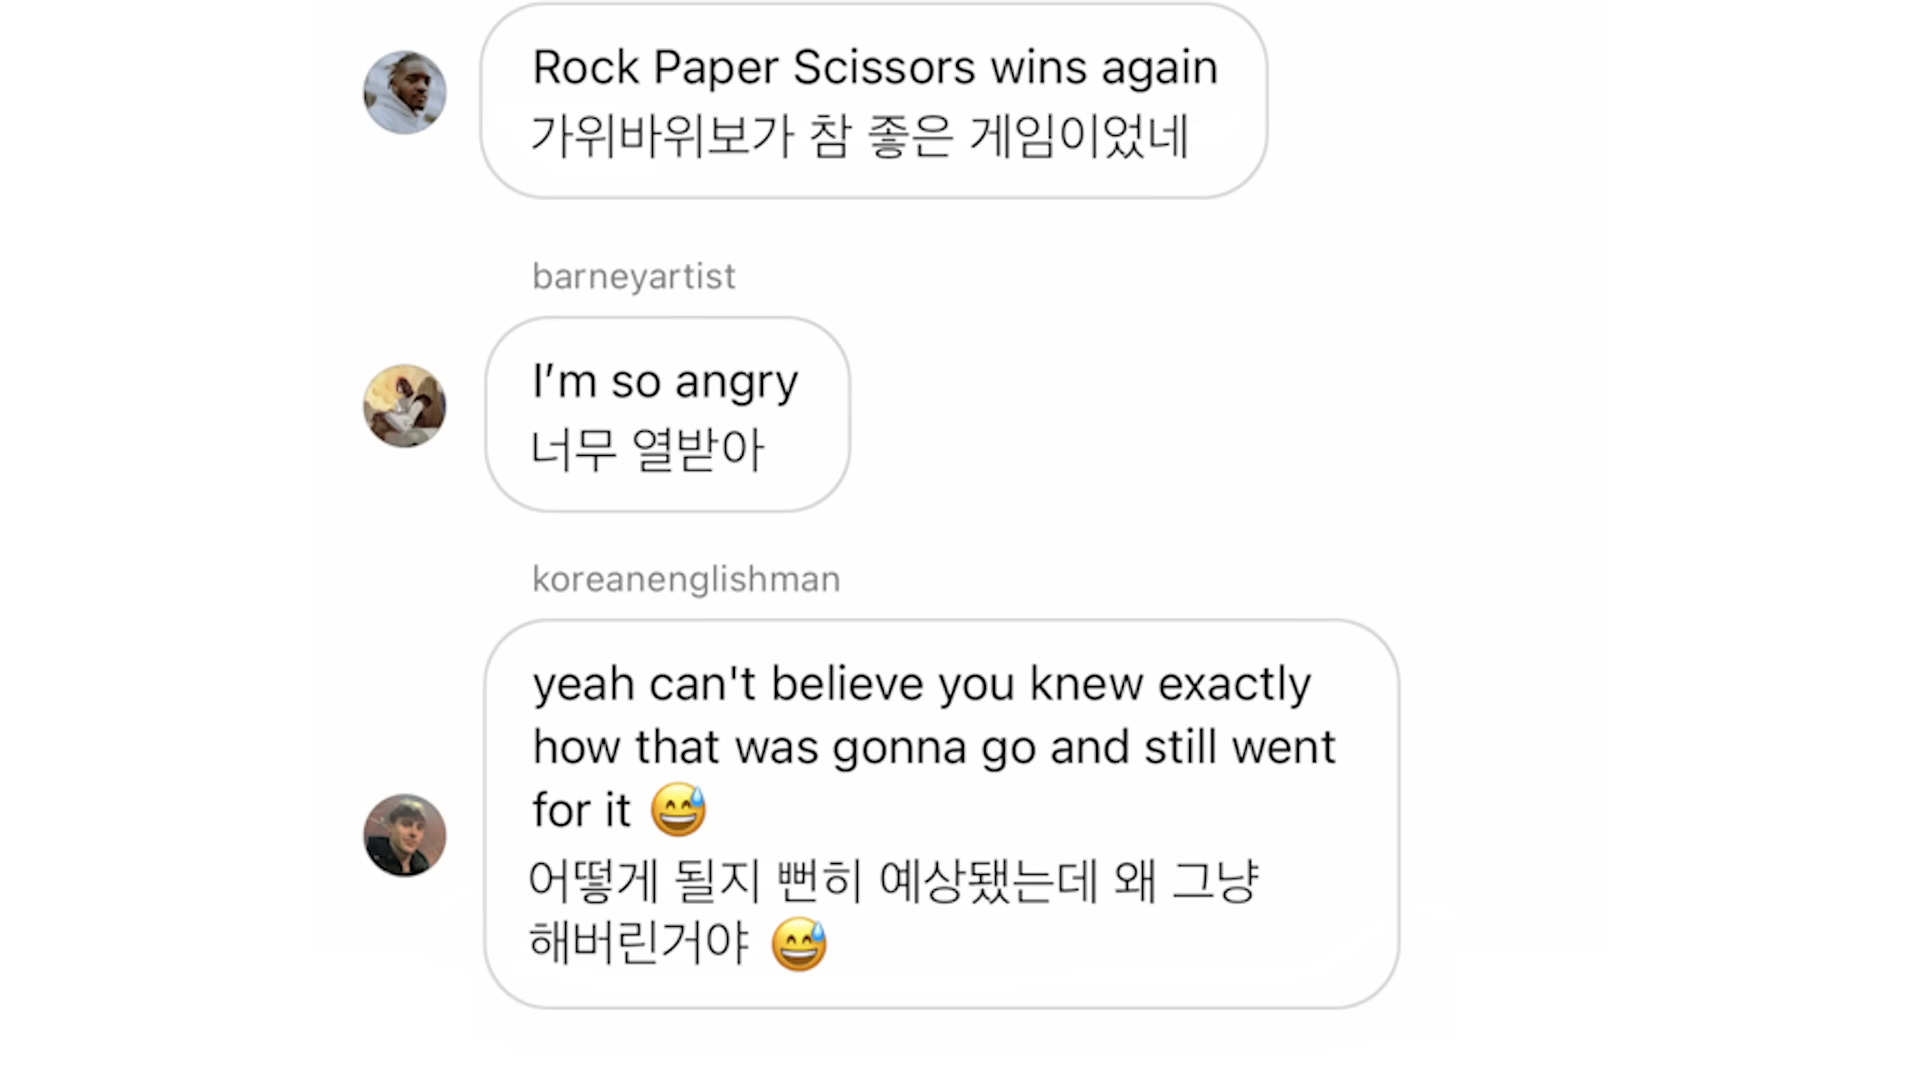 Rock Paper Scissors wins again
가위바위보가 참 좋은 게임이었네
barneyartist
I’m so angry
너무 열받아
koreanenglishman
yeah can't believe you knew exactly
how that was gonna go and still went
for it 😅
어떻게 될지 뻔히 예상됐는데 왜 그냥
해버린거야 😅